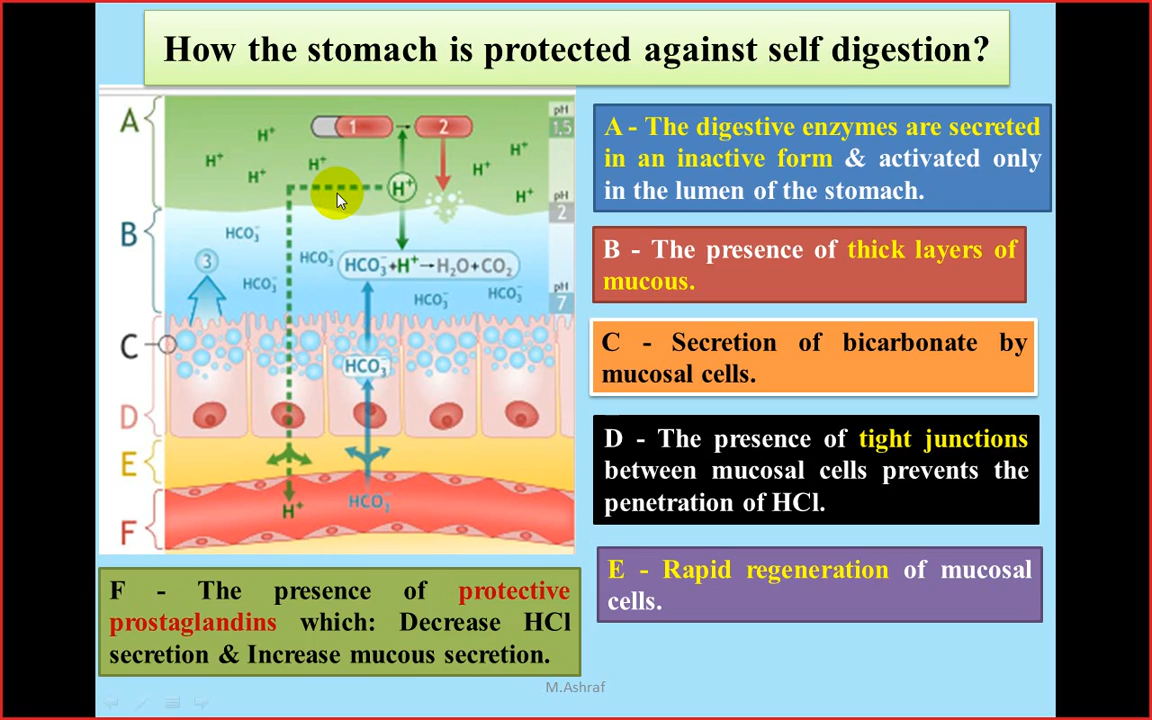 How the stomach is protected against self digestion?
A
B
C
D
E
F
1
2
pH
1.5
H⁺
H⁺
H⁺
H⁺
H⁺
H⁺
H⁺
H⁺
pH
2
HCO₃⁻
HCO₃⁻
HCO₃⁻+H⁺→H₂O+CO₂
3
HCO₃⁻
HCO₃⁻
HCO₃⁻
pH
7
HCO₃⁻
HCO₃⁻
H⁺
A - The digestive enzymes are secreted
in an inactive form & activated only
in the lumen of the stomach.
B - The presence of thick layers of
mucous.
C - Secretion of bicarbonate by
mucosal cells.
D - The presence of tight junctions
between mucosal cells prevents the
penetration of HCl.
E - Rapid regeneration of mucosal
cells.
F - The presence of protective
prostaglandins which: Decrease HCl
secretion & Increase mucous secretion.
M.Ashraf